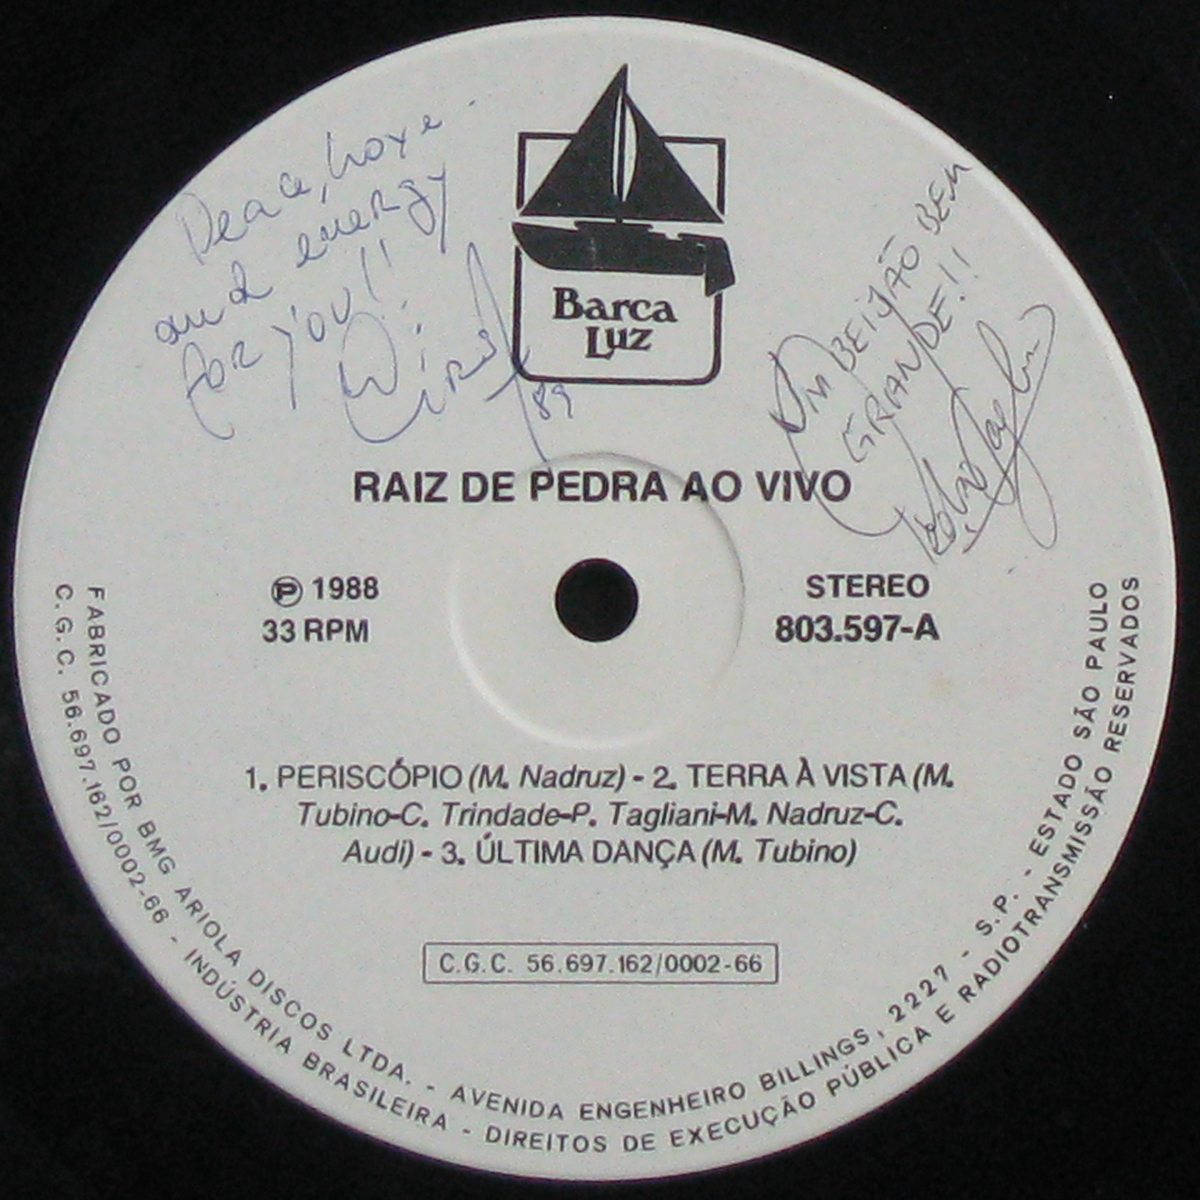 Peace, love
and energy
for you!!
89
UM BEIJÃO BEM
GRANDE!!
Barca
Luz
RAIZ DE PEDRA AO VIVO
Ⓟ 1988
33 RPM
STEREO
803.597-A
1. PERISCÓPIO (M. Nadruz) - 2. TERRA À VISTA (M.
Tubino-C. Trindade-P. Tagliani-M. Nadruz-C.
Audi) - 3. ÚLTIMA DANÇA (M. Tubino)
C.G.C. 56.697.162/0002-66
FABRICADO POR BMG ARIOLA DISCOS LTDA. - AVENIDA ENGENHEIRO BILLINGS, 2227 - S.P. - ESTADO SÃO PAULO
C.G.C. 56.697.162/0002-66 - INDÚSTRIA BRASILEIRA - DIREITOS DE EXECUÇÃO PÚBLICA E RADIOTRANSMISSÃO RESERVADOS